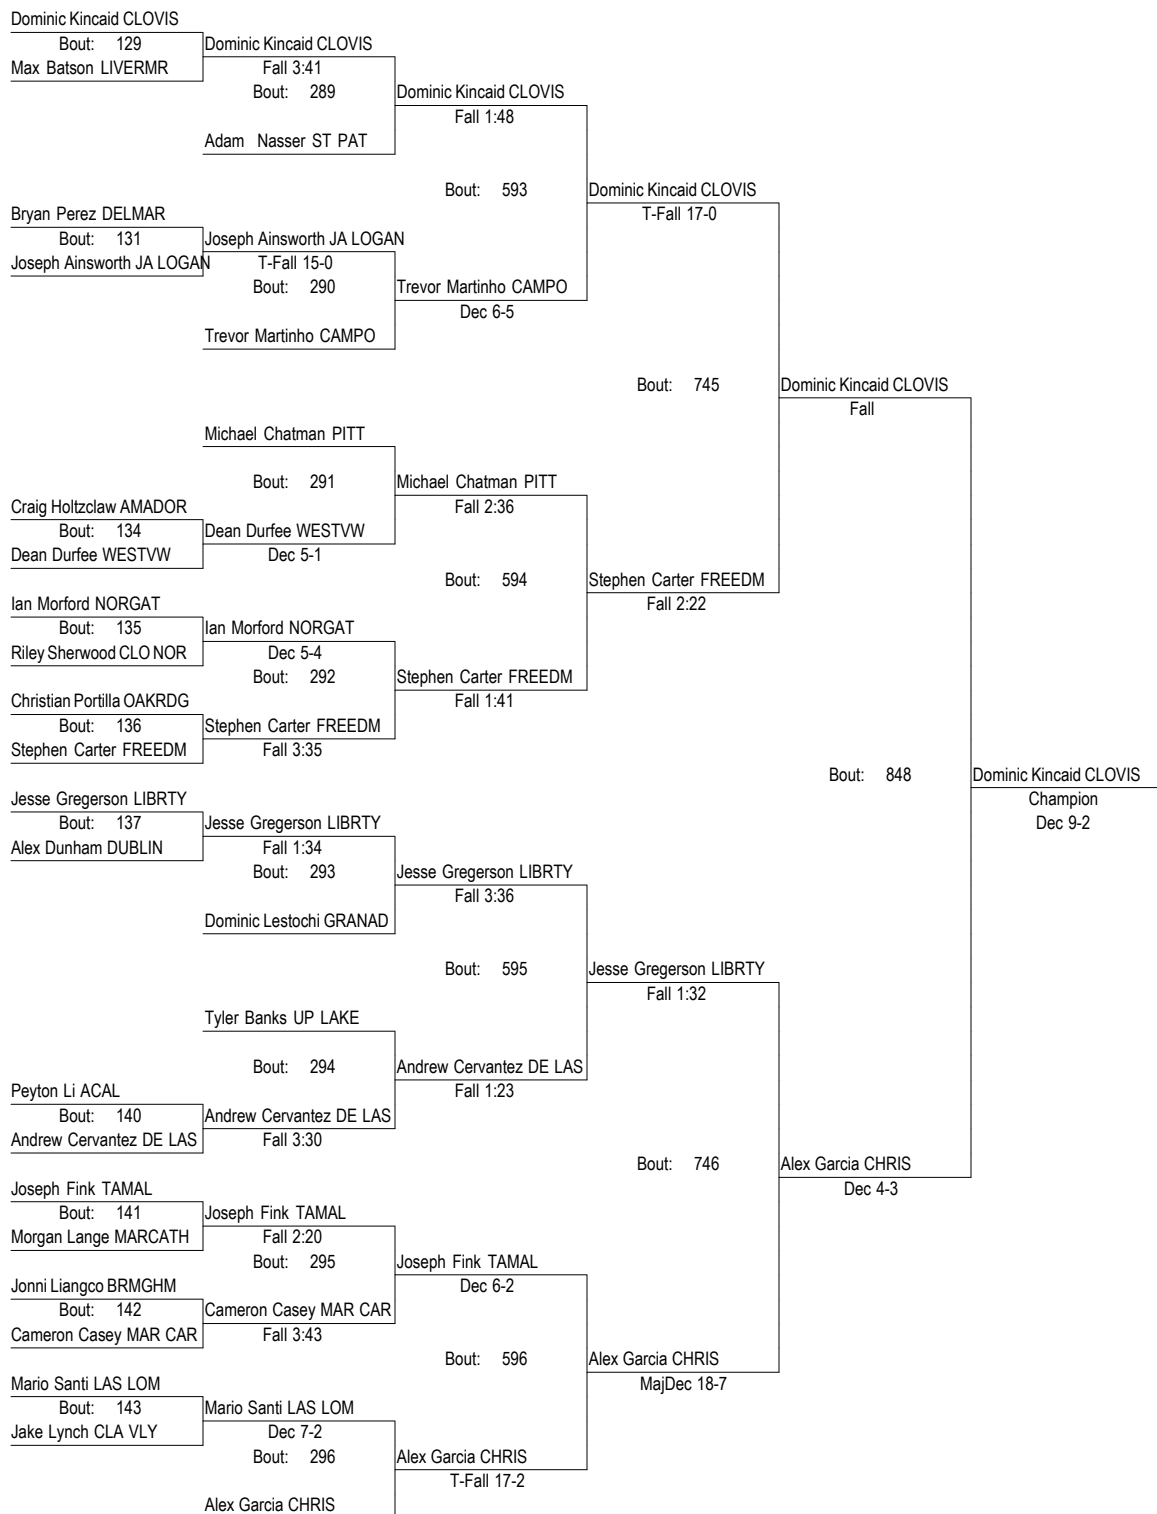 Dominic Kincaid CLOVIS
Bout: 129 Dominic Kincaid CLOVIS
Max Batson LIVERMR Fall 3:41
Bout: 289 Dominic Kincaid CLOVIS
Fall 1:48
Adam Nasser ST PAT
Bout: 593 Dominic Kincaid CLOVIS
Bryan Perez DELMAR T-Fall 17-0
Bout: 131 Joseph Ainsworth JA LOGAN
Joseph Ainsworth JA LOGAN T-Fall 15-0
Bout: 290 Trevor Martinho CAMPO
Dec 6-5
Trevor Martinho CAMPO
Bout: 745 Dominic Kincaid CLOVIS
Fall
Michael Chatman PITT
Bout: 291 Michael Chatman PITT
Craig Holtzclaw AMADOR Fall 2:36
Bout: 134 Dean Durfee WESTVW
Dean Durfee WESTVW Dec 5-1
Bout: 594 Stephen Carter FREEDM
Ian Morford NORGAT Fall 2:22
Bout: 135 Ian Morford NORGAT
Riley Sherwood CLO NOR Dec 5-4
Bout: 292 Stephen Carter FREEDM
Christian Portilla OAKRDG Fall 1:41
Bout: 136 Stephen Carter FREEDM
Stephen Carter FREEDM Fall 3:35
Bout: 848 Dominic Kincaid CLOVIS
Jesse Gregerson LIBRTY Champion
Bout: 137 Jesse Gregerson LIBRTY Dec 9-2
Alex Dunham DUBLIN Fall 1:34
Bout: 293 Jesse Gregerson LIBRTY
Fall 3:36
Dominic Lestochi GRANAD
Bout: 595 Jesse Gregerson LIBRTY
Fall 1:32
Tyler Banks UP LAKE
Bout: 294 Andrew Cervantez DE LAS
Peyton Li ACAL Fall 1:23
Bout: 140 Andrew Cervantez DE LAS
Andrew Cervantez DE LAS Fall 3:30
Bout: 746 Alex Garcia CHRIS
Joseph Fink TAMAL Dec 4-3
Bout: 141 Joseph Fink TAMAL
Morgan Lange MARCATH Fall 2:20
Bout: 295 Joseph Fink TAMAL
Jonni Liangco BRMGHM Dec 6-2
Bout: 142 Cameron Casey MAR CAR
Cameron Casey MAR CAR Fall 3:43
Bout: 596 Alex Garcia CHRIS
Mario Santi LAS LOM MajDec 18-7
Bout: 143 Mario Santi LAS LOM
Jake Lynch CLA VLY Dec 7-2
Bout: 296 Alex Garcia CHRIS
T-Fall 17-2
Alex Garcia CHRIS